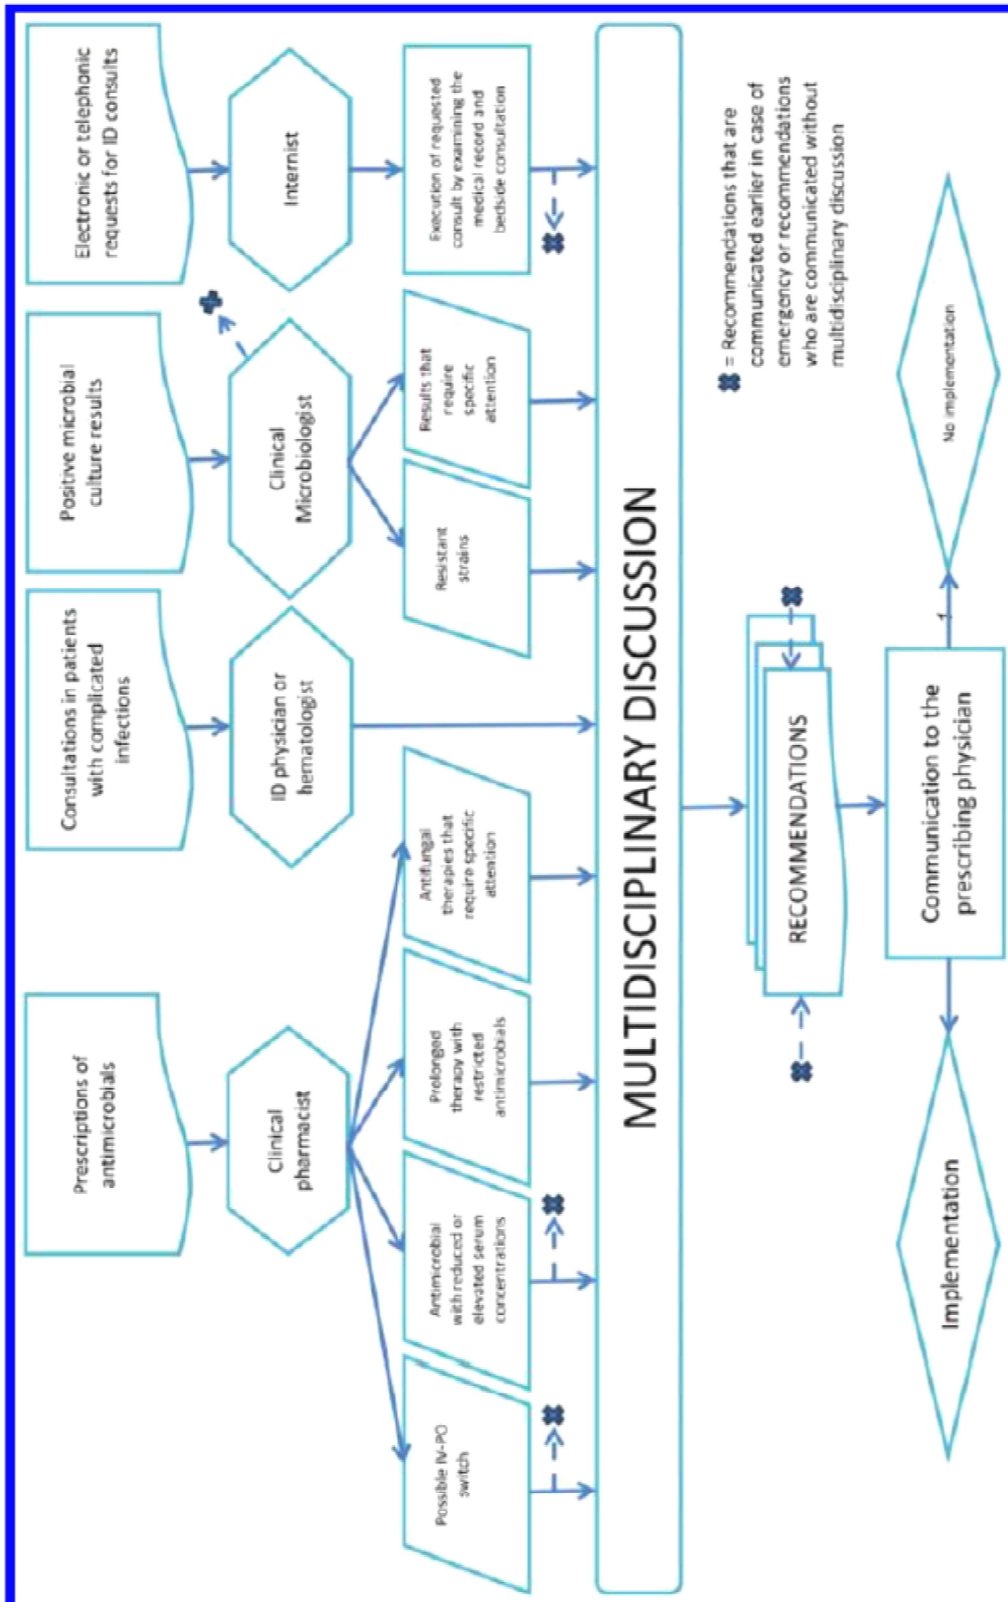 Prescriptions of
antimicrobials
Consultations in patients
with complicated
infections
Positive microbial
culture results
Electronic or telephonic
requests for ID consults
Clinical
pharmacist
ID physician or
hematologist
Clinical
Microbiologist
Internist
Possible IV-PO
switch
Antimicrobial
with reduced or
elevated serum
concentrations
Prolonged
therapy with
restricted
antimicrobials
Antifungal
therapies that
require specific
attention
Resistant
strains
Results that
require
specific
attention
Execution of requested
consult by examining the
medical record and
bedside consultation
MULTIDISCIPLINARY DISCUSSION
RECOMMENDATIONS
= Recommendations that are
communicated earlier in case of
emergency or recommendations
who are communicated without
multidisciplinary discussion
Communication to the
prescribing physician
1
Implementation
No implementation